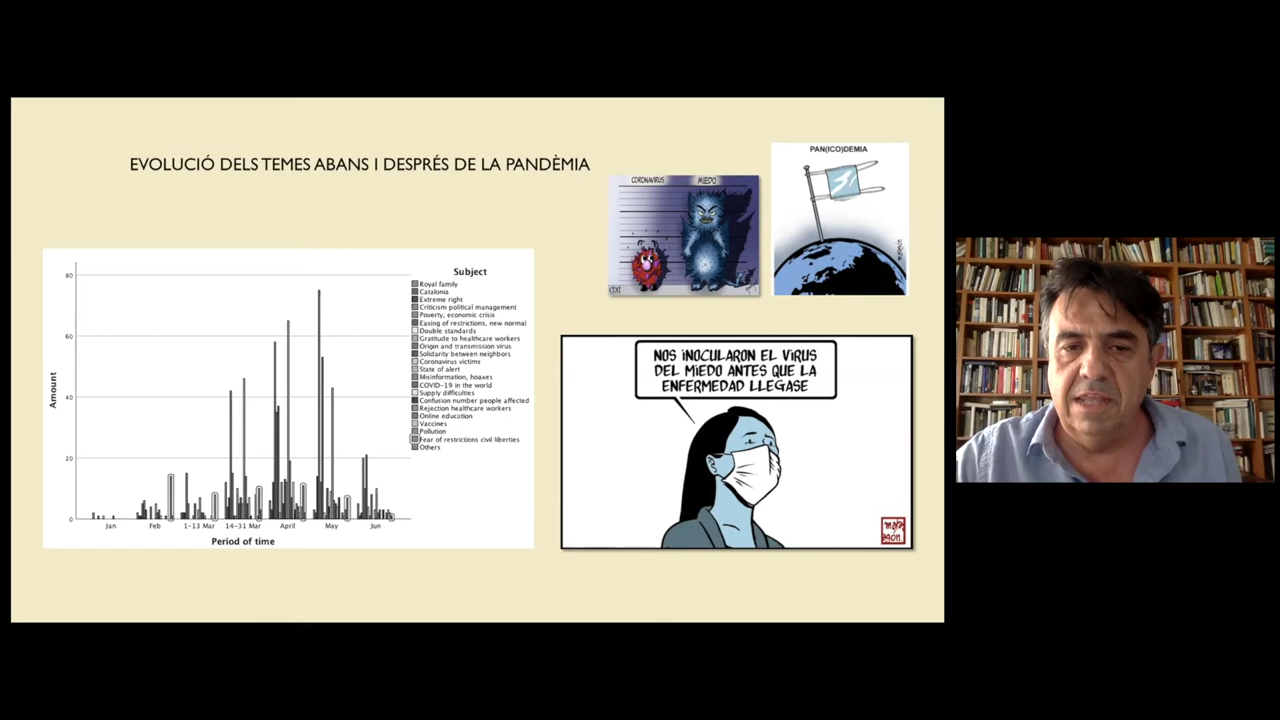 EVOLUCIÓ DELS TEMES ABANS I DESPRÉS DE LA PANDÈMIA
CORONAVIRUS
MIEDO
ctxt
PAN(ICO)DEMIA
Subject
Royal family
Catalonia
Extreme right
Criticism political management
Poverty, economic crisis
Easing of restrictions, new normal
Double standards
Gratitude to healthcare workers
Origin and transmission virus
Solidarity between neighbors
Coronavirus victims
State of alert
Misinformation, hoaxes
COVID-19 in the world
Supply difficulties
Confusion number people affected
Rejection healthcare workers
Online education
Vaccines
Pollution
Fear of restrictions civil liberties
Others
Amount
80
60
40
20
0
Jan Feb 1-13 Mar 14-31 Mar April May Jun
Period of time
NOS INOCULARON EL VIRUS
DEL MIEDO ANTES QUE LA
ENFERMEDAD LLEGASE